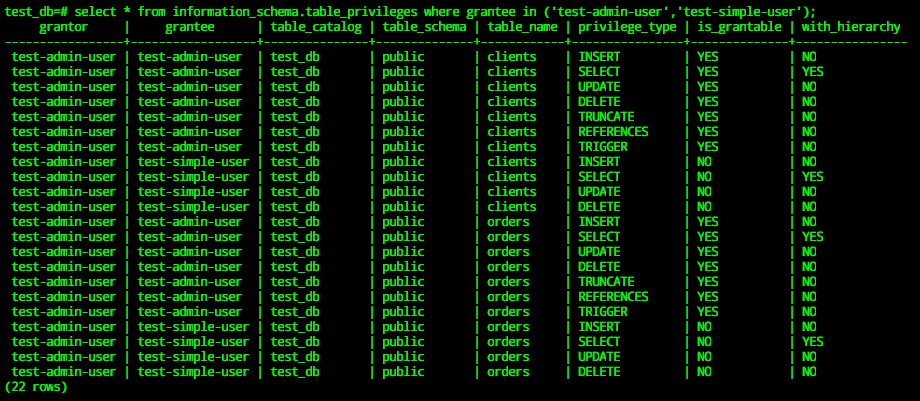 test_db=# select * from information_schema.table_privileges where grantee in ('test-admin-user','test-simple-user');
     grantor     |     grantee      | table_catalog | table_schema | table_name | privilege_type | is_grantable | with_hierarchy
-----------------+------------------+---------------+--------------+------------+----------------+--------------+----------------
 test-admin-user | test-admin-user  | test_db       | public       | clients    | INSERT         | YES          | NO
 test-admin-user | test-admin-user  | test_db       | public       | clients    | SELECT         | YES          | YES
 test-admin-user | test-admin-user  | test_db       | public       | clients    | UPDATE         | YES          | NO
 test-admin-user | test-admin-user  | test_db       | public       | clients    | DELETE         | YES          | NO
 test-admin-user | test-admin-user  | test_db       | public       | clients    | TRUNCATE       | YES          | NO
 test-admin-user | test-admin-user  | test_db       | public       | clients    | REFERENCES     | YES          | NO
 test-admin-user | test-admin-user  | test_db       | public       | clients    | TRIGGER        | YES          | NO
 test-admin-user | test-simple-user | test_db       | public       | clients    | INSERT         | NO           | NO
 test-admin-user | test-simple-user | test_db       | public       | clients    | SELECT         | NO           | YES
 test-admin-user | test-simple-user | test_db       | public       | clients    | UPDATE         | NO           | NO
 test-admin-user | test-simple-user | test_db       | public       | clients    | DELETE         | NO           | NO
 test-admin-user | test-admin-user  | test_db       | public       | orders     | INSERT         | YES          | NO
 test-admin-user | test-admin-user  | test_db       | public       | orders     | SELECT         | YES          | YES
 test-admin-user | test-admin-user  | test_db       | public       | orders     | UPDATE         | YES          | NO
 test-admin-user | test-admin-user  | test_db       | public       | orders     | DELETE         | YES          | NO
 test-admin-user | test-admin-user  | test_db       | public       | orders     | TRUNCATE       | YES          | NO
 test-admin-user | test-admin-user  | test_db       | public       | orders     | REFERENCES     | YES          | NO
 test-admin-user | test-admin-user  | test_db       | public       | orders     | TRIGGER        | YES          | NO
 test-admin-user | test-simple-user | test_db       | public       | orders     | INSERT         | NO           | NO
 test-admin-user | test-simple-user | test_db       | public       | orders     | SELECT         | NO           | YES
 test-admin-user | test-simple-user | test_db       | public       | orders     | UPDATE         | NO           | NO
 test-admin-user | test-simple-user | test_db       | public       | orders     | DELETE         | NO           | NO
(22 rows)